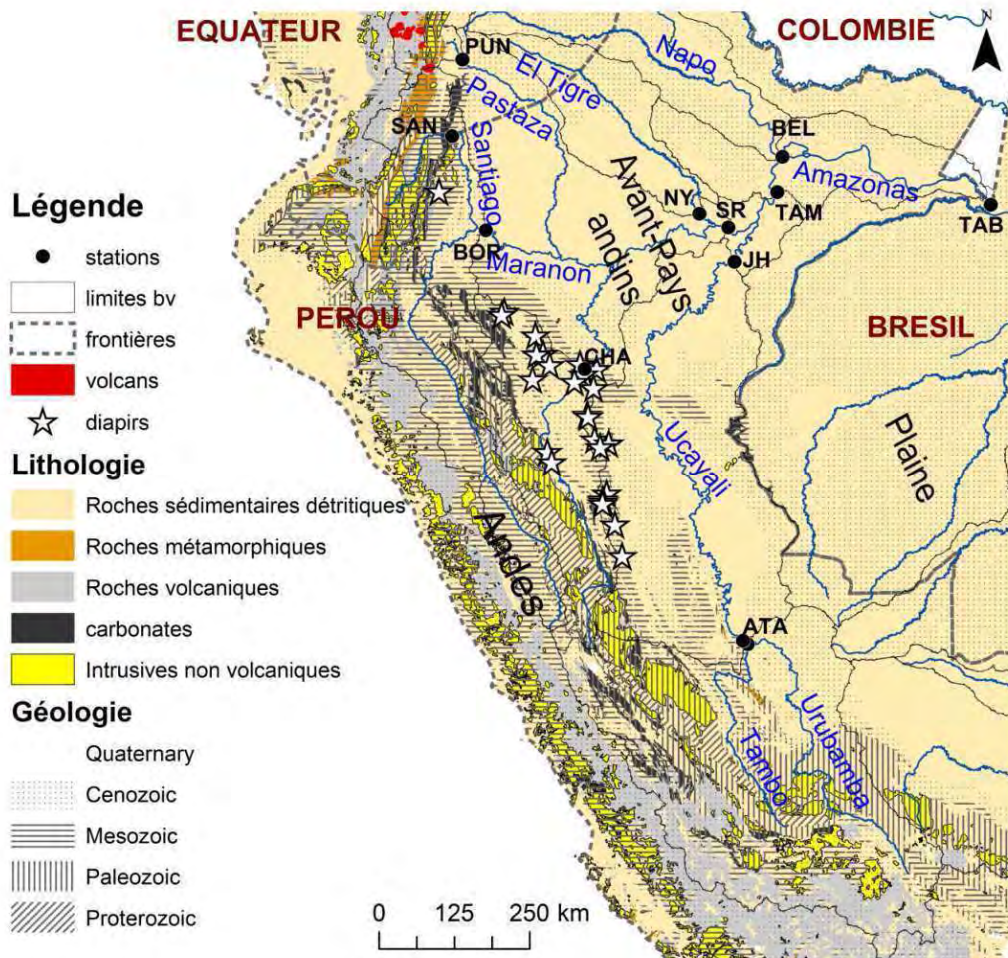 EQUATEUR
COLOMBIE
N
PUN
Napo
El Tigre
Pastaza
SAN
Santiago
BEL
Amazonas
Avant-Pays
andins
NY
SR
TAM
TAB
BOR
Maranon
JH
PEROU
BRESIL
CHA
Ucayali
Plaine
Andes
ATA
Urubamba
Tambo
Légende
stations
limites bv
frontières
volcans
diapirs
Lithologie
Roches sédimentaires détritiques
Roches métamorphiques
Roches volcaniques
carbonates
Intrusives non volcaniques
Géologie
Quaternary
Cenozoic
Mesozoic
Paleozoic
Proterozoic
0 125 250 km